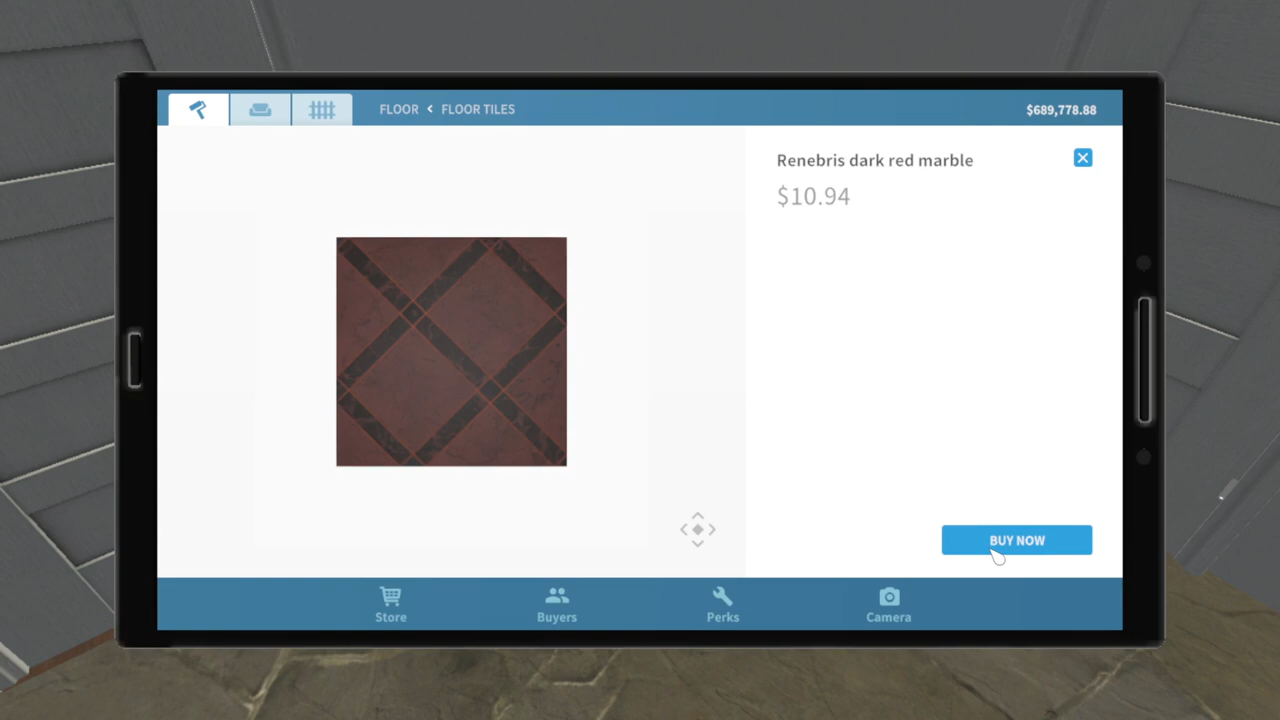 FLOOR < FLOOR TILES
$689,778.88
Renebris dark red marble
$10.94
BUY NOW
Store
Buyers
Perks
Camera